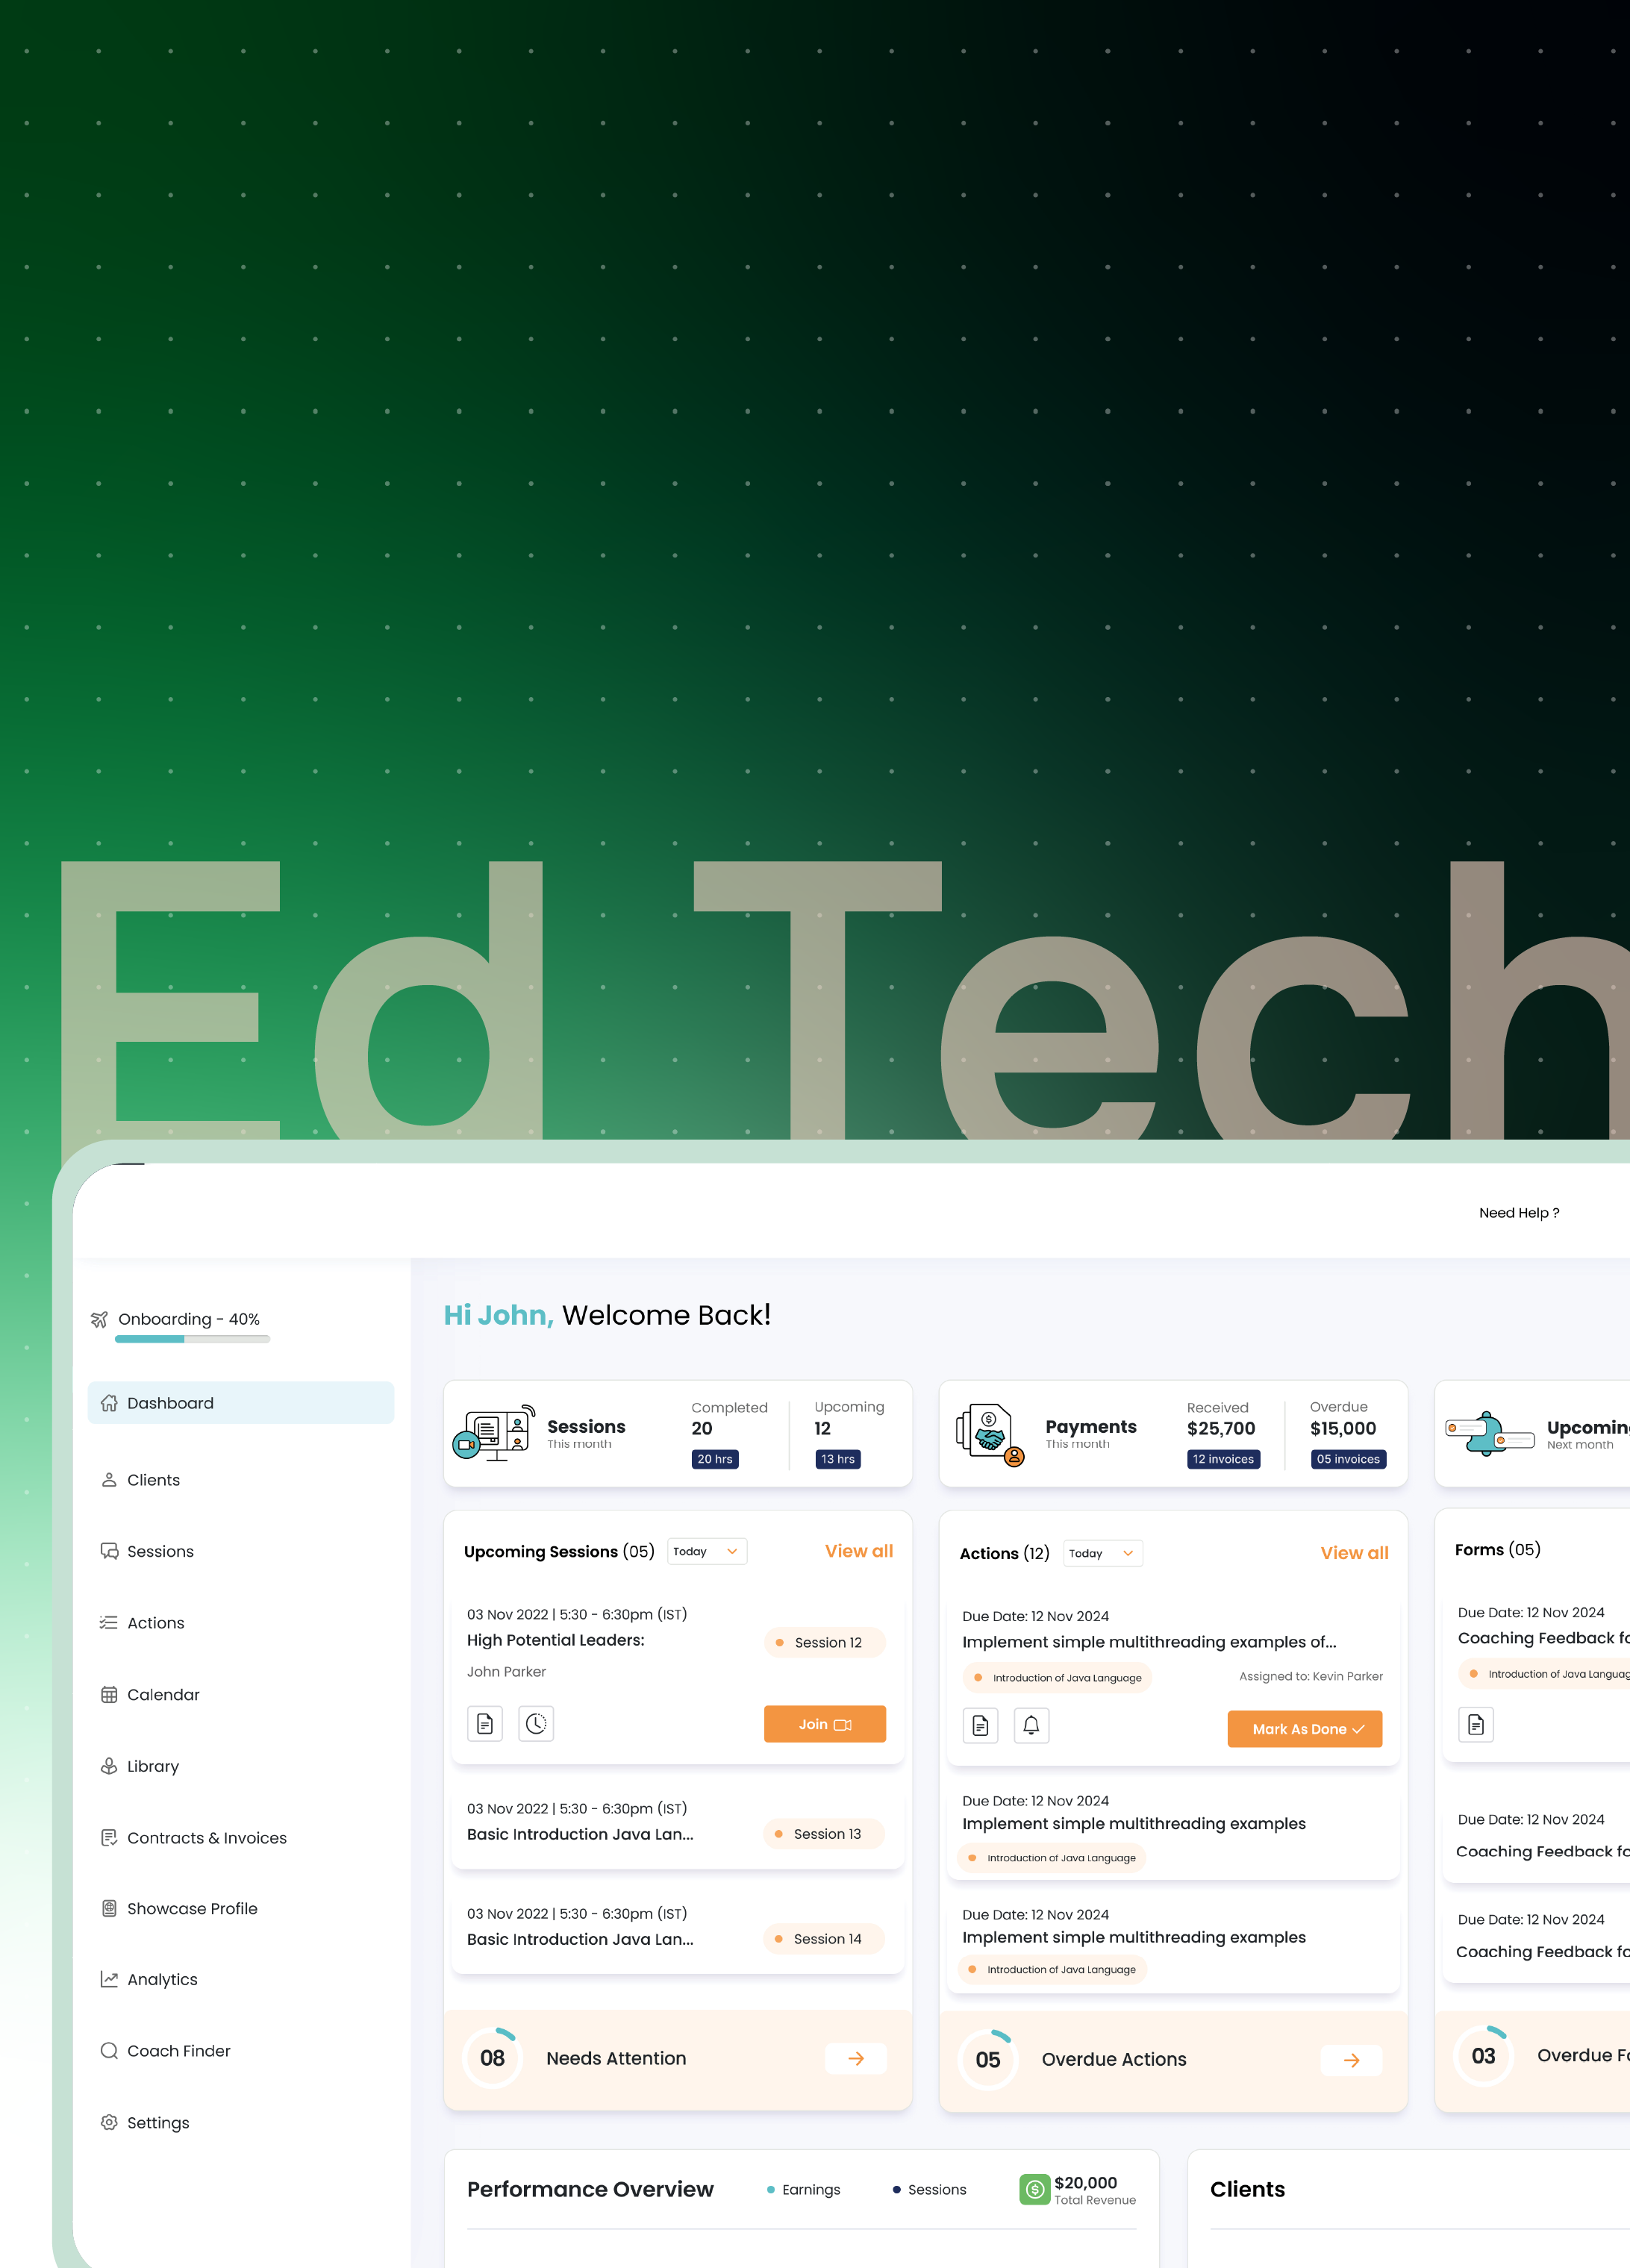 Ed Tech
Need Help ?
Onboarding - 40%
Dashboard
Clients
Sessions
Actions
Calendar
Library
Contracts & Invoices
Showcase Profile
Analytics
Coach Finder
Settings
Hi John, Welcome Back!
Sessions
This month
Completed
20
20 hrs
Upcoming
12
13 hrs
Payments
This month
Received
$25,700
12 invoices
Overdue
$15,000
05 invoices
Upcoming
Next month
Upcoming Sessions (05)
Today
View all
03 Nov 2022 | 5:30 - 6:30pm (IST)
High Potential Leaders:
John Parker
Session 12
Join
03 Nov 2022 | 5:30 - 6:30pm (IST)
Basic Introduction Java Lan...
Session 13
03 Nov 2022 | 5:30 - 6:30pm (IST)
Basic Introduction Java Lan...
Session 14
08
Needs Attention
Actions (12)
Today
View all
Due Date: 12 Nov 2024
Implement simple multithreading examples of...
Introduction of Java Language
Assigned to: Kevin Parker
Mark As Done
Due Date: 12 Nov 2024
Implement simple multithreading examples
Introduction of Java Language
Due Date: 12 Nov 2024
Implement simple multithreading examples
Introduction of Java Language
05
Overdue Actions
Forms (05)
Due Date: 12 Nov 2024
Coaching Feedback fo
Introduction of Java Languag
Due Date: 12 Nov 2024
Coaching Feedback fo
Due Date: 12 Nov 2024
Coaching Feedback fo
03
Overdue Fo
Performance Overview
Earnings
Sessions
$20,000
Total Revenue
Clients